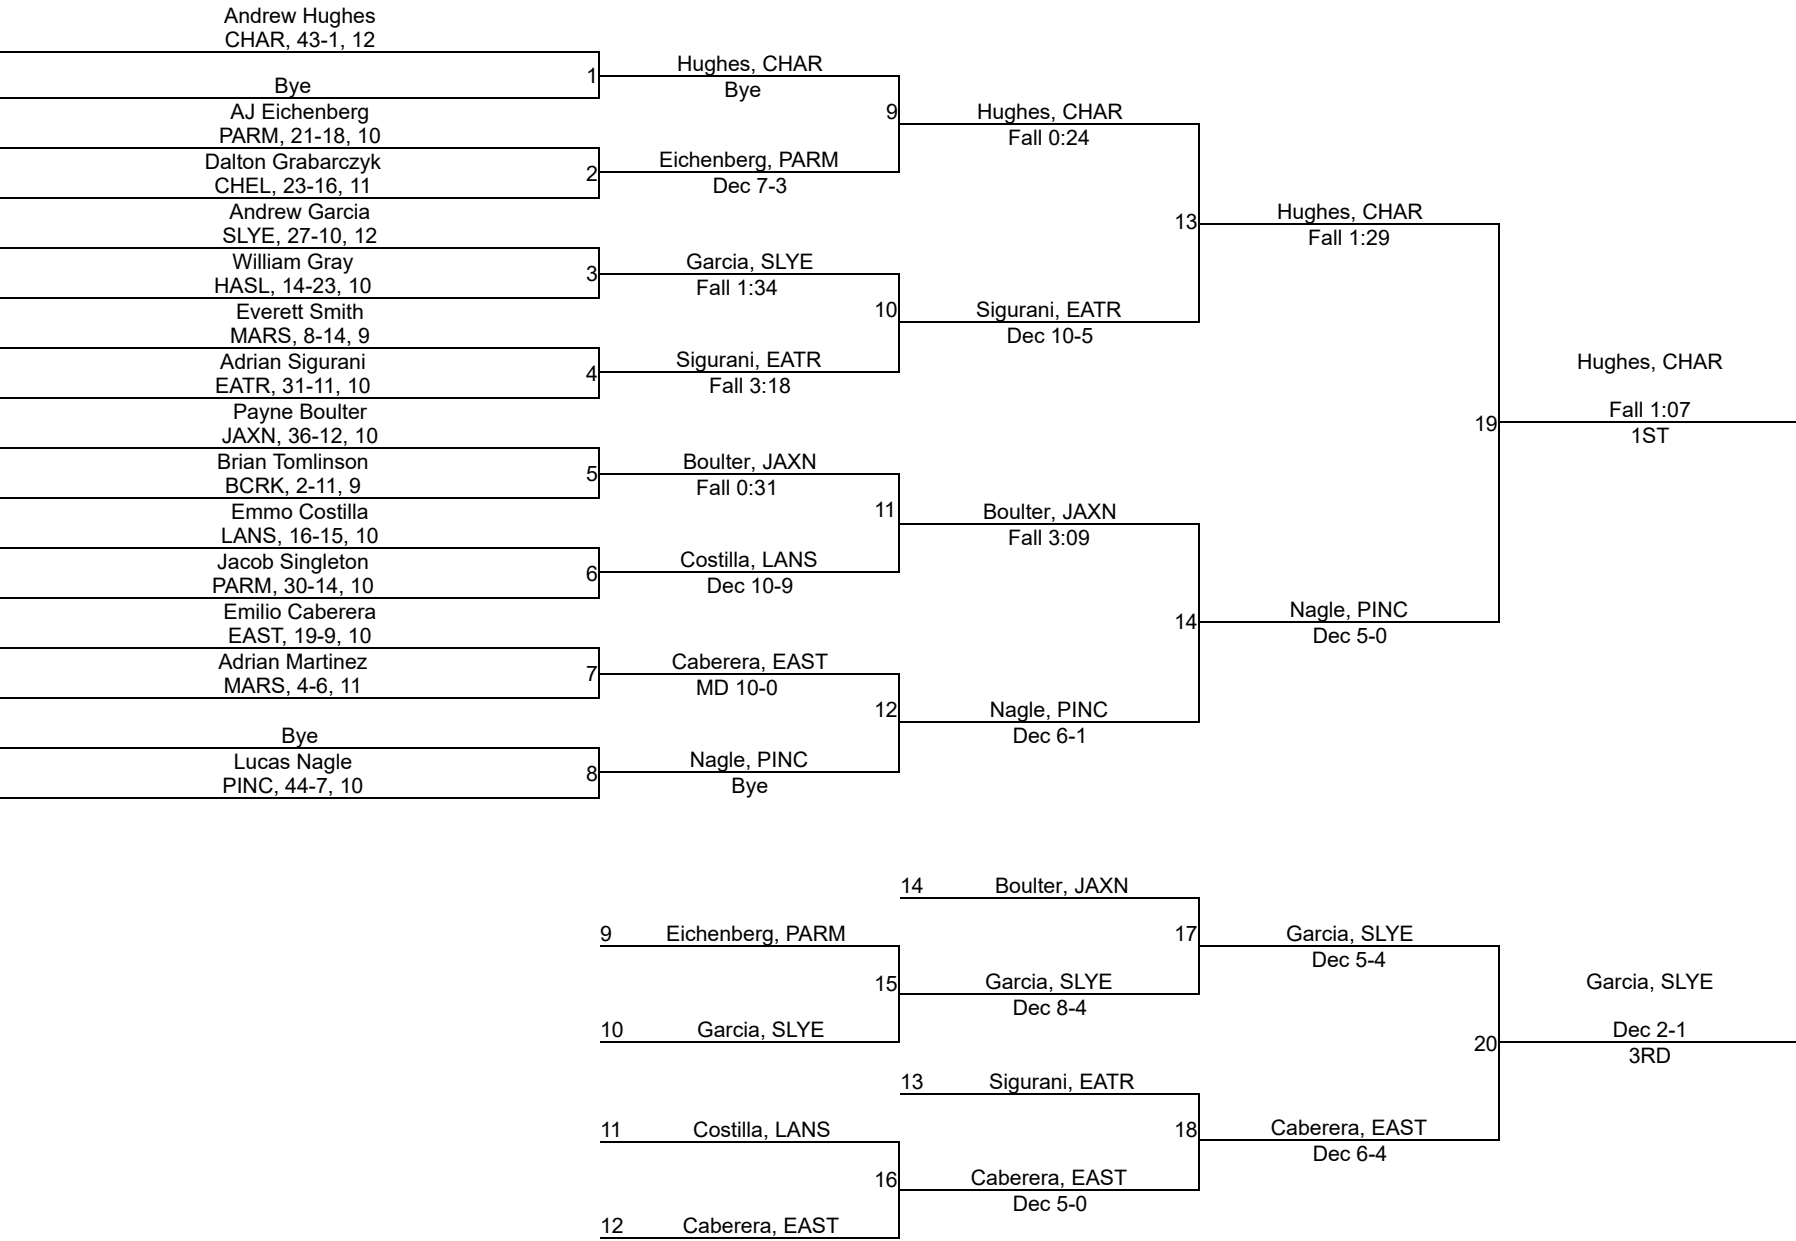 Andrew Hughes
CHAR, 43-1, 12
Bye
1
AJ Eichenberg
PARM, 21-18, 10
Dalton Grabarczyk
CHEL, 23-16, 11
2
Andrew Garcia
SLYE, 27-10, 12
William Gray
HASL, 14-23, 10
3
Everett Smith
MARS, 8-14, 9
Adrian Sigurani
EATR, 31-11, 10
4
Payne Boulter
JAXN, 36-12, 10
Brian Tomlinson
BCRK, 2-11, 9
5
Emmo Costilla
LANS, 16-15, 10
Jacob Singleton
PARM, 30-14, 10
6
Emilio Caberera
EAST, 19-9, 10
Adrian Martinez
MARS, 4-6, 11
7
Bye
Lucas Nagle
PINC, 44-7, 10
8
Hughes, CHAR
Bye
9
Eichenberg, PARM
Dec 7-3
Garcia, SLYE
Fall 1:34
10
Sigurani, EATR
Fall 3:18
Boulter, JAXN
Fall 0:31
11
Costilla, LANS
Dec 10-9
Caberera, EAST
MD 10-0
12
Nagle, PINC
Bye
Hughes, CHAR
Fall 0:24
13
Sigurani, EATR
Dec 10-5
Boulter, JAXN
Fall 3:09
14
Nagle, PINC
Dec 6-1
Hughes, CHAR
Fall 1:29
19
Nagle, PINC
Dec 5-0
Hughes, CHAR
Fall 1:07
1ST
14 Boulter, JAXN
9 Eichenberg, PARM
15
10 Garcia, SLYE
Garcia, SLYE
Dec 8-4
17
13 Sigurani, EATR
11 Costilla, LANS
16
12 Caberera, EAST
Caberera, EAST
Dec 5-0
18
Garcia, SLYE
Dec 5-4
20
Caberera, EAST
Dec 6-4
Garcia, SLYE
Dec 2-1
3RD